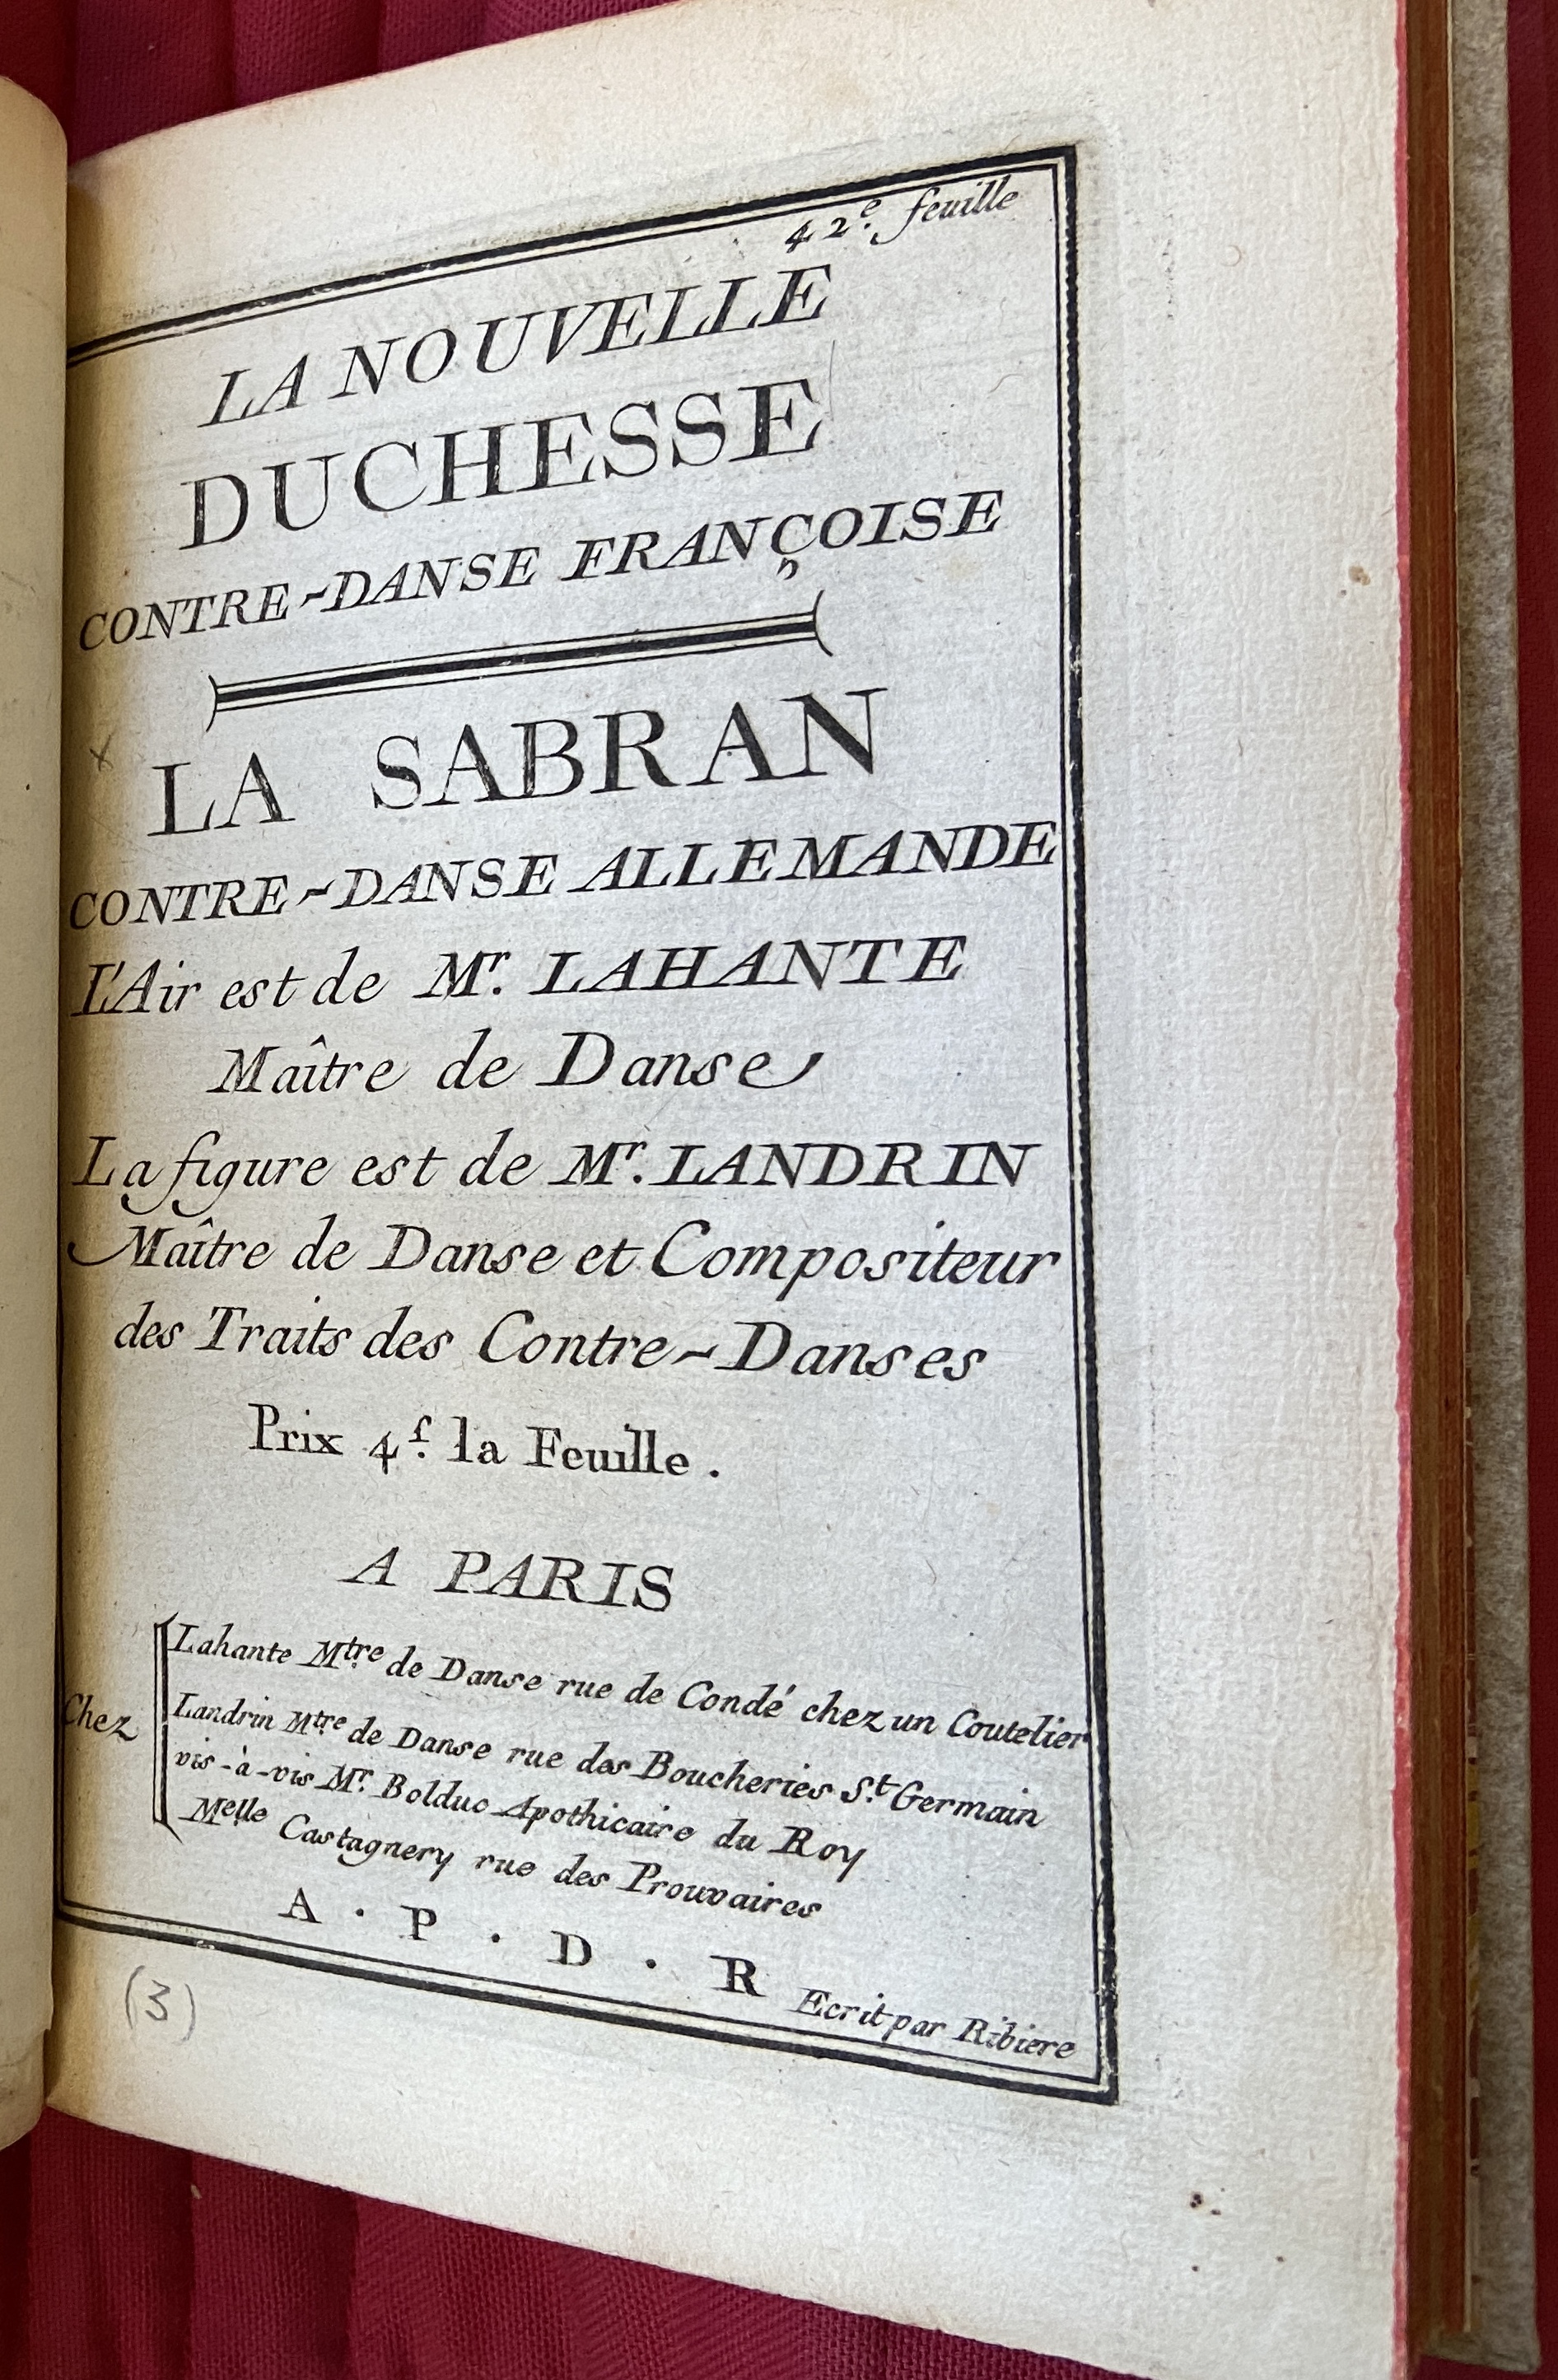 42.e feuille
LA NOUVELLE
DUCHESSE
CONTRE-DANSE FRANÇOISE
LA SABRAN
CONTRE-DANSE ALLEMANDE
L'Air est de Mr. LAHANTE
Maître de Danse
La figure est de Mr. LANDRIN
Maître de Danse et Compositeur
des Traits des Contre-Danses
Prix 4.f la Feuille.
A PARIS
Chez
Lahante Mtre de Danse rue de Condé chez un Coutelier
Landrin Mtre de Danse rue des Boucheries St. Germain
vis-à-vis Mr. Bolduc Apothicaire du Roy
Melle Castagnery rue des Prouvaires
A . P . D . R
Ecrit par Ribiere
(3)